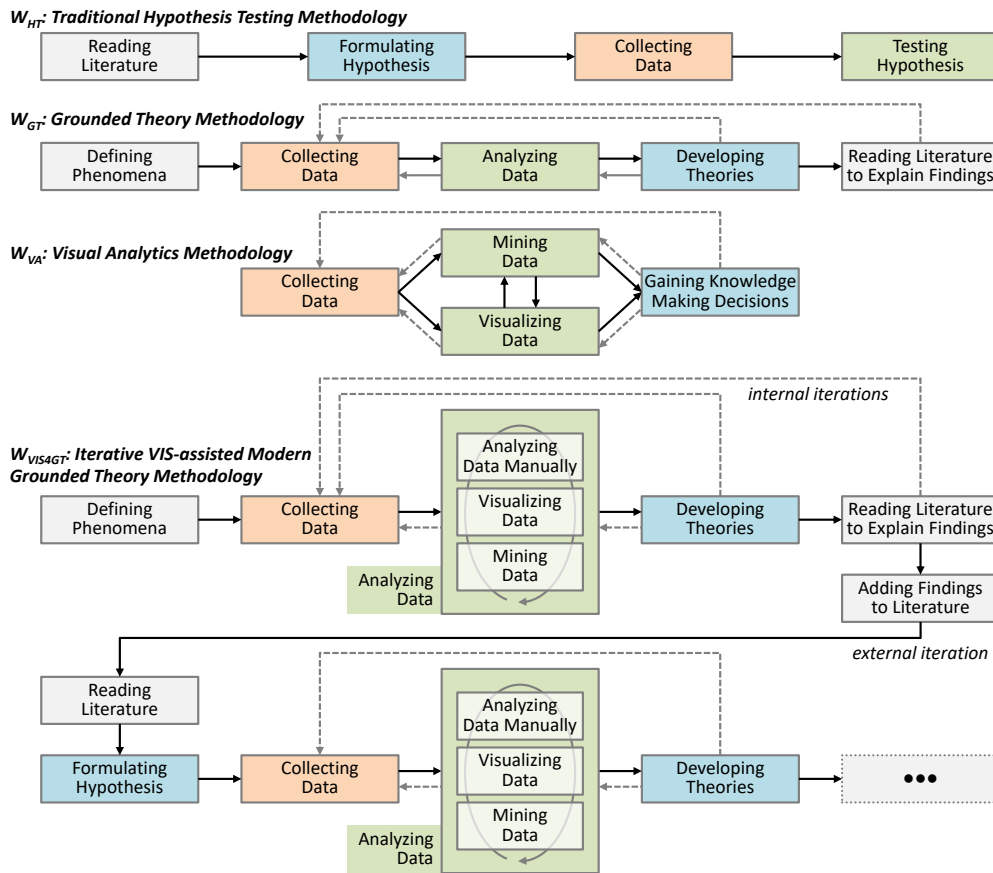 W_HT: Traditional Hypothesis Testing Methodology
Reading
Literature
Formulating
Hypothesis
Collecting
Data
Testing
Hypothesis
W_GT: Grounded Theory Methodology
Defining
Phenomena
Collecting
Data
Analyzing
Data
Developing
Theories
Reading Literature
to Explain Findings
W_VA: Visual Analytics Methodology
Collecting
Data
Mining
Data
Visualizing
Data
Gaining Knowledge
Making Decisions
internal iterations
W_VIS4GT: Iterative VIS-assisted Modern
Grounded Theory Methodology
Defining
Phenomena
Collecting
Data
Analyzing
Data Manually
Visualizing
Data
Mining
Data
Analyzing
Data
Developing
Theories
Reading Literature
to Explain Findings
Adding Findings
to Literature
external iteration
Reading
Literature
Formulating
Hypothesis
Collecting
Data
Analyzing
Data Manually
Visualizing
Data
Mining
Data
Analyzing
Data
Developing
Theories
•••